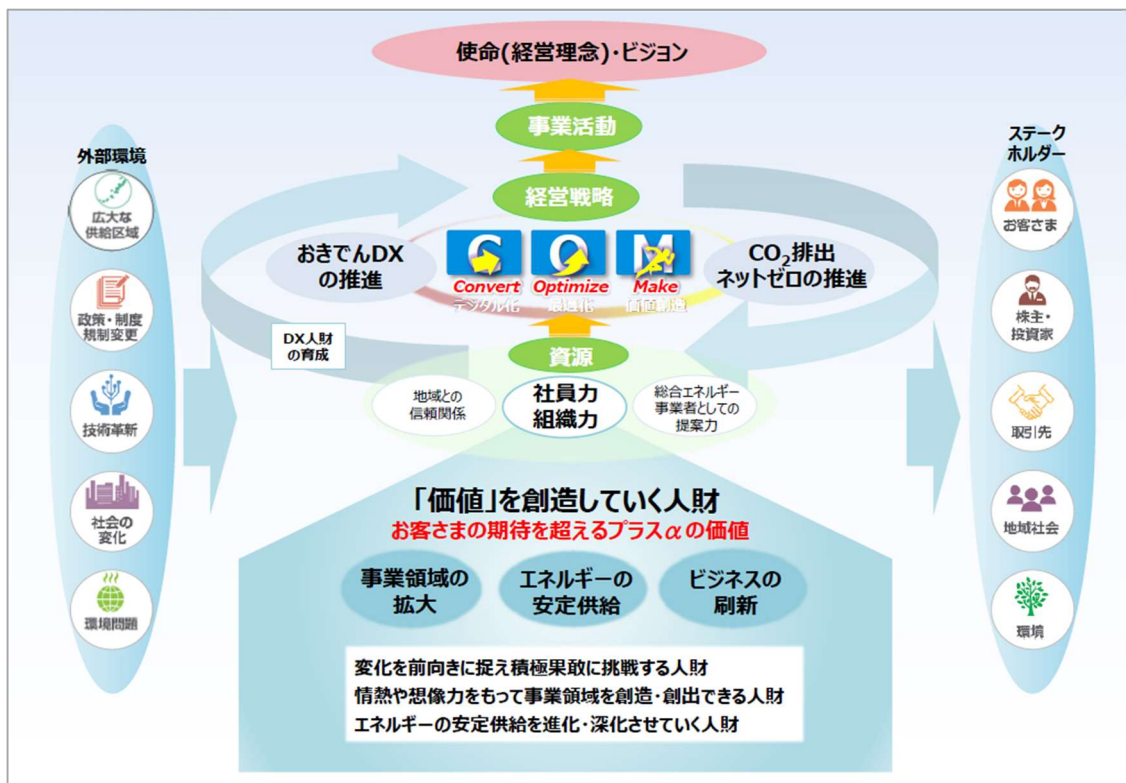 使命(経営理念)・ビジョン
事業活動
経営戦略
外部環境
広大な
供給区域
政策・制度
規制変更
技術革新
社会の
変化
環境問題
おきでんDX
の推進
C O M
Convert Optimize Make
デジタル化 最適化 価値創造
CO₂排出
ネットゼロの推進
DX人財
の育成
資源
地域との
信頼関係
社員力
組織力
総合エネルギー
事業者としての
提案力
「価値」を創造していく人財
お客さまの期待を超えるプラスαの価値
事業領域の
拡大
エネルギーの
安定供給
ビジネスの
刷新
変化を前向きに捉え積極果敢に挑戦する人財
情熱や想像力をもって事業領域を創造・創出できる人財
エネルギーの安定供給を進化・深化させていく人財
ステーク
ホルダー
お客さま
株主・
投資家
取引先
地域社会
環境